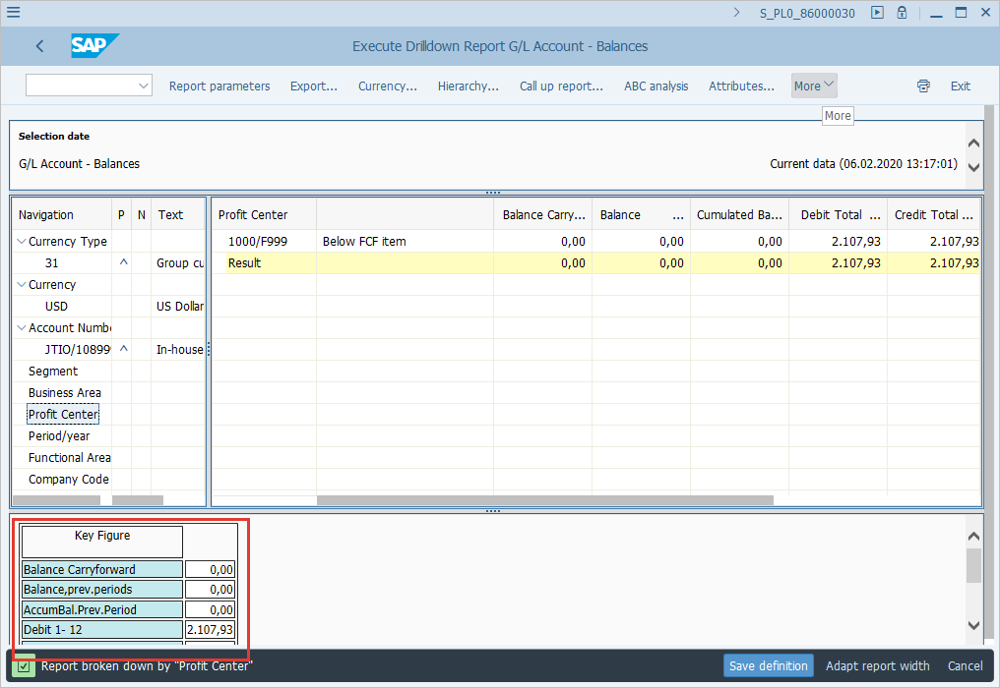 S_PL0_86000030
SAP
Execute Drilldown Report G/L Account - Balances
Report parameters Export... Currency... Hierarchy... Call up report... ABC analysis Attributes... More Exit
More
Selection date
G/L Account - Balances Current data (06.02.2020 13:17:01)
Navigation P N Text Profit Center Balance Carry... Balance ... Cumulated Ba... Debit Total ... Credit Total ...
Currency Type 1000/F999 Below FCF item 0,00 0,00 0,00 2.107,93 2.107,93
31 Group cu Result 0,00 0,00 0,00 2.107,93 2.107,93
Currency
USD US Dollar
Account Numbe
JTIO/108999 In-house
Segment
Business Area
Profit Center
Period/year
Functional Area
Company Code
Key Figure
Balance Carryforward 0,00
Balance,prev.periods 0,00
AccumBal.Prev.Period 0,00
Debit 1- 12 2.107,93
Report broken down by "Profit Center" Save definition Adapt report width Cancel